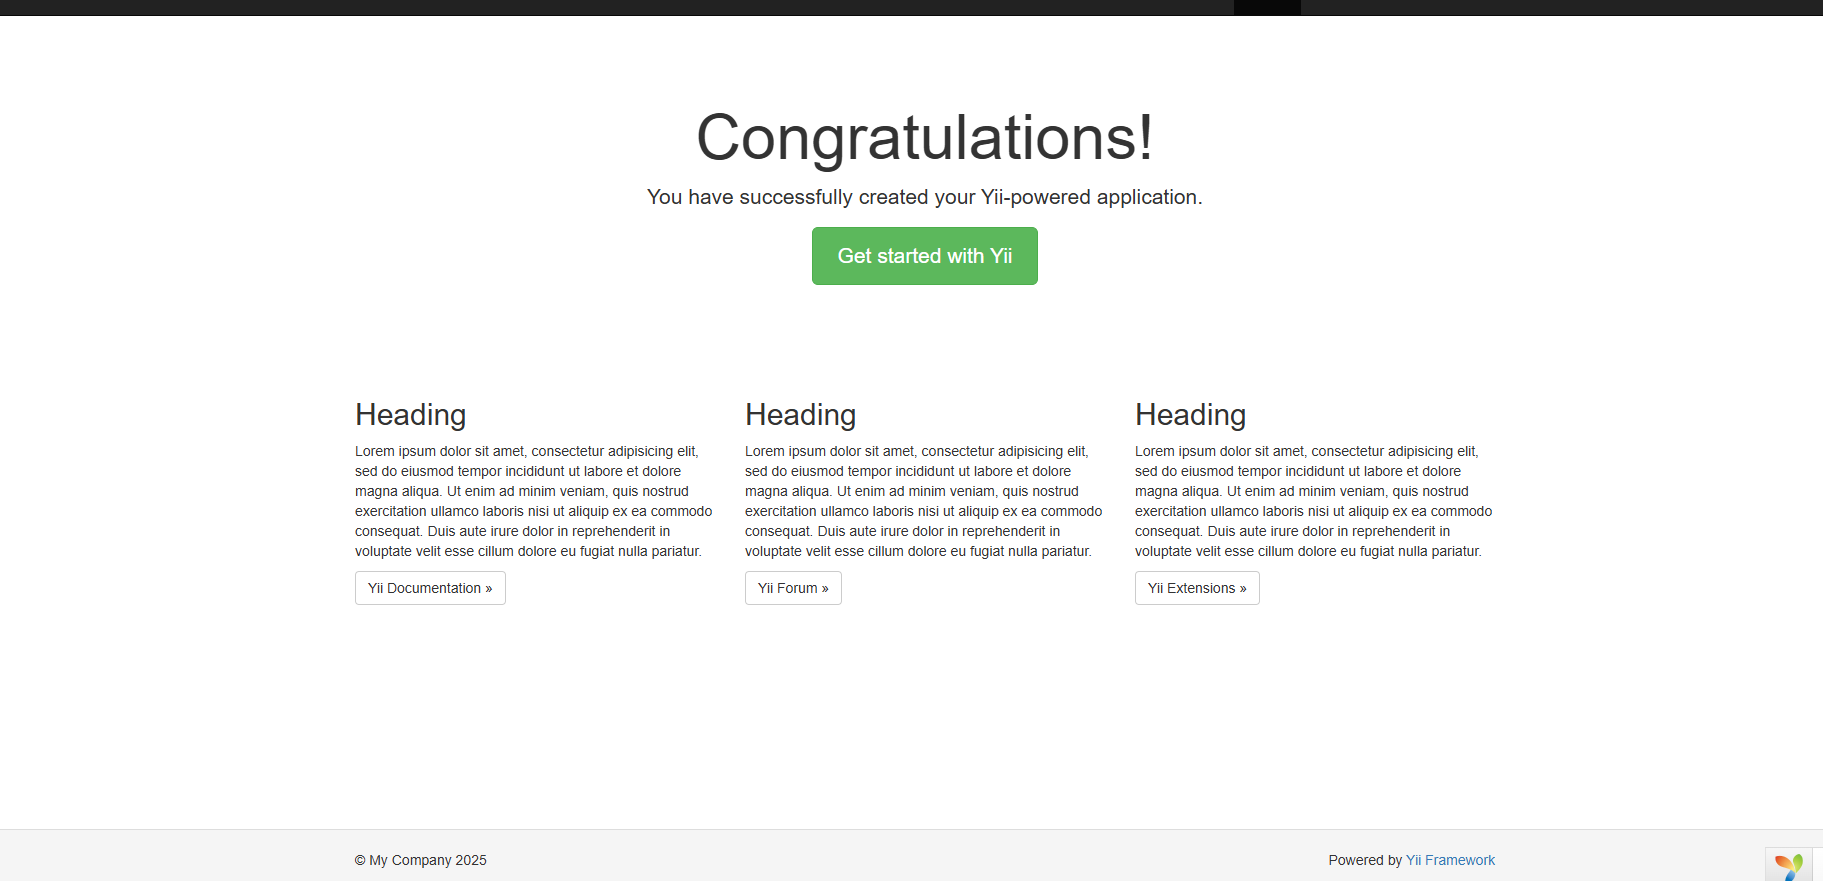 Congratulations!
You have successfully created your Yii-powered application.
Get started with Yii
Heading
Lorem ipsum dolor sit amet, consectetur adipisicing elit,
sed do eiusmod tempor incididunt ut labore et dolore
magna aliqua. Ut enim ad minim veniam, quis nostrud
exercitation ullamco laboris nisi ut aliquip ex ea commodo
consequat. Duis aute irure dolor in reprehenderit in
voluptate velit esse cillum dolore eu fugiat nulla pariatur.
Yii Documentation »
Heading
Lorem ipsum dolor sit amet, consectetur adipisicing elit,
sed do eiusmod tempor incididunt ut labore et dolore
magna aliqua. Ut enim ad minim veniam, quis nostrud
exercitation ullamco laboris nisi ut aliquip ex ea commodo
consequat. Duis aute irure dolor in reprehenderit in
voluptate velit esse cillum dolore eu fugiat nulla pariatur.
Yii Forum »
Heading
Lorem ipsum dolor sit amet, consectetur adipisicing elit,
sed do eiusmod tempor incididunt ut labore et dolore
magna aliqua. Ut enim ad minim veniam, quis nostrud
exercitation ullamco laboris nisi ut aliquip ex ea commodo
consequat. Duis aute irure dolor in reprehenderit in
voluptate velit esse cillum dolore eu fugiat nulla pariatur.
Yii Extensions »
© My Company 2025
Powered by Yii Framework